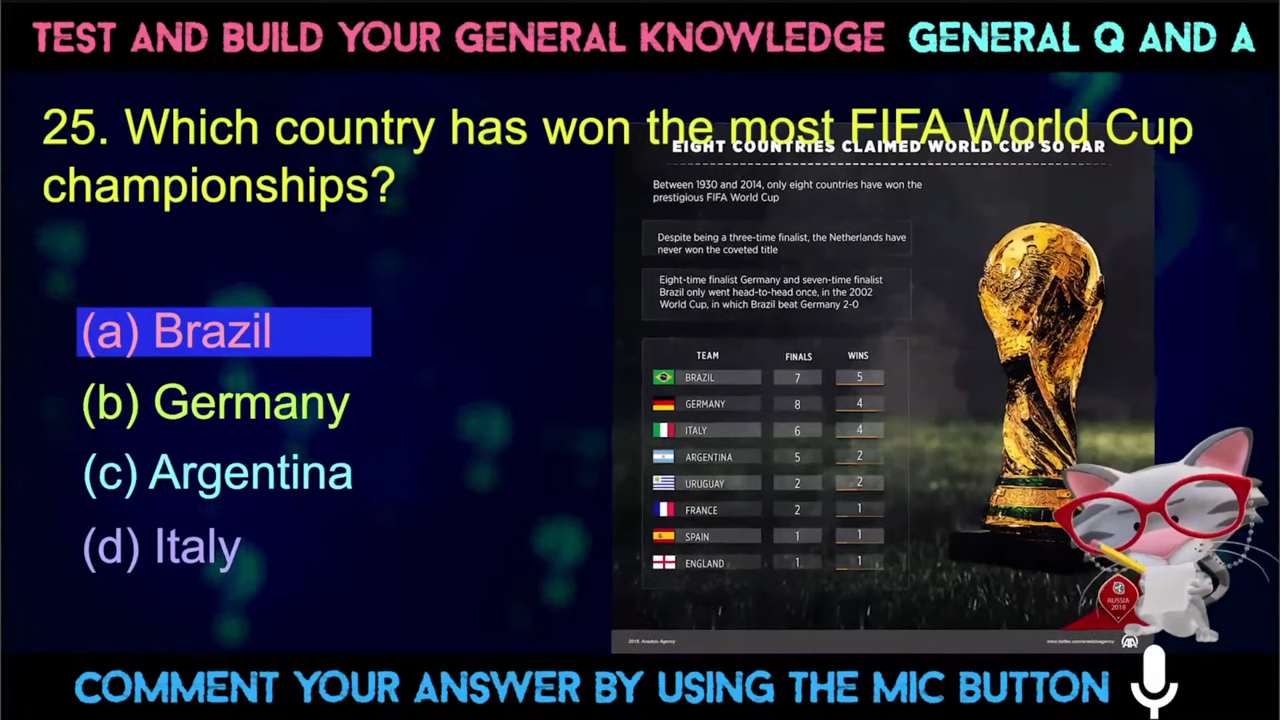 TEST AND BUILD YOUR GENERAL KNOWLEDGE GENERAL Q AND A
25. Which country has won the most FIFA World Cup
championships?
(a) Brazil
(b) Germany
(c) Argentina
(d) Italy
EIGHT COUNTRIES CLAIMED WORLD CUP SO FAR
Between 1930 and 2014, only eight countries have won the
prestigious FIFA World Cup
Despite being a three-time finalist, the Netherlands have
never won the coveted title
Eight-time finalist Germany and seven-time finalist
Brazil only went head-to-head once, in the 2002
World Cup, in which Brazil beat Germany 2-0
TEAM FINALS WINS
BRAZIL 7 5
GERMANY 8 4
ITALY 6 4
ARGENTINA 5 2
URUGUAY 2 2
FRANCE 2 1
SPAIN 1 1
ENGLAND 1 1
RUSSIA
2018
2018, Anadolu Agency
AA
COMMENT YOUR ANSWER BY USING THE MIC BUTTON